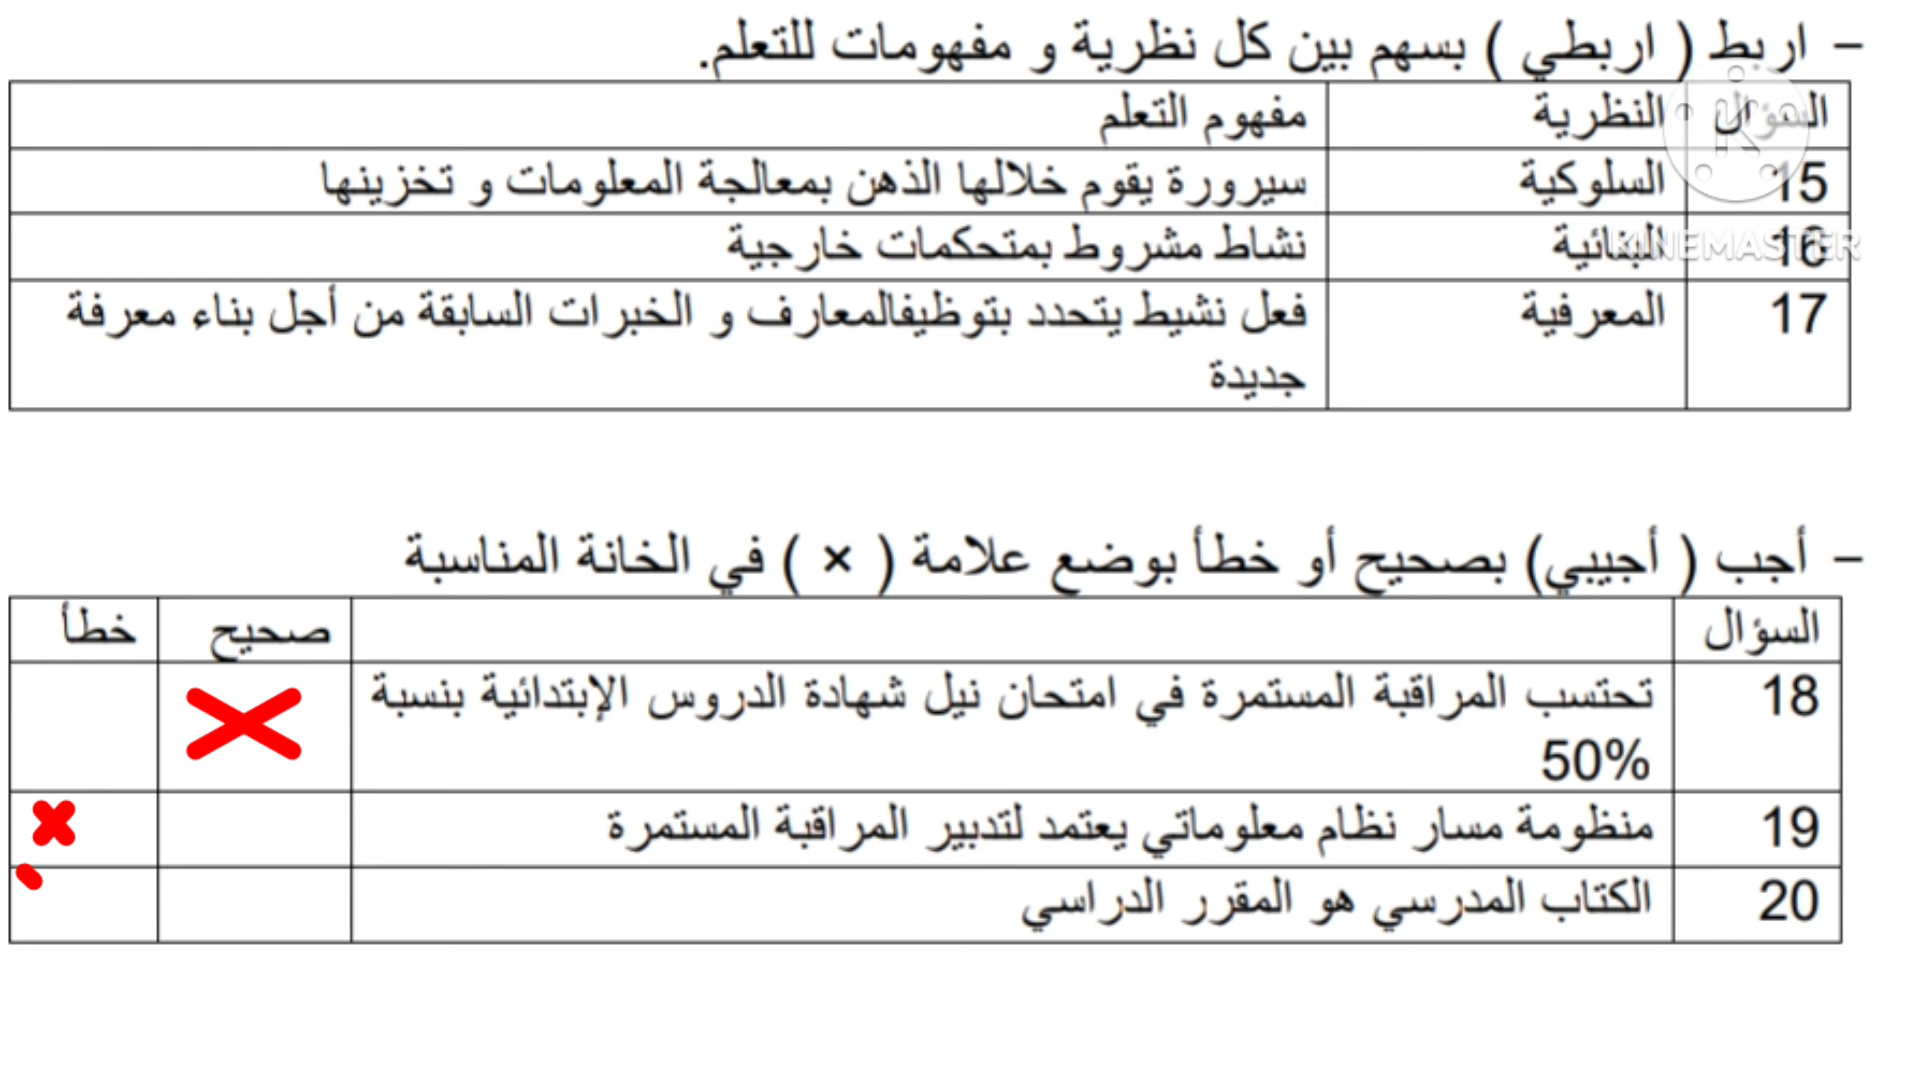 – اربط ( اربطي ) بسهم بين كل نظرية و مفهومات للتعلم.
السؤال النظرية مفهوم التعلم
15 السلوكية سيرورة يقوم خلالها الذهن بمعالجة المعلومات و تخزينها
16 البنائية نشاط مشروط بمتحكمات خارجية
17 المعرفية فعل نشيط يتحدد بتوظيفالمعارف و الخبرات السابقة من أجل بناء معرفة
جديدة
KINEMASTER
– أجب ( أجيبي) بصحيح أو خطأ بوضع علامة ( × ) في الخانة المناسبة
السؤال صحيح خطأ
18 تحتسب المراقبة المستمرة في امتحان نيل شهادة الدروس الإبتدائية بنسبة
50%
19 منظومة مسار نظام معلوماتي يعتمد لتدبير المراقبة المستمرة
20 الكتاب المدرسي هو المقرر الدراسي